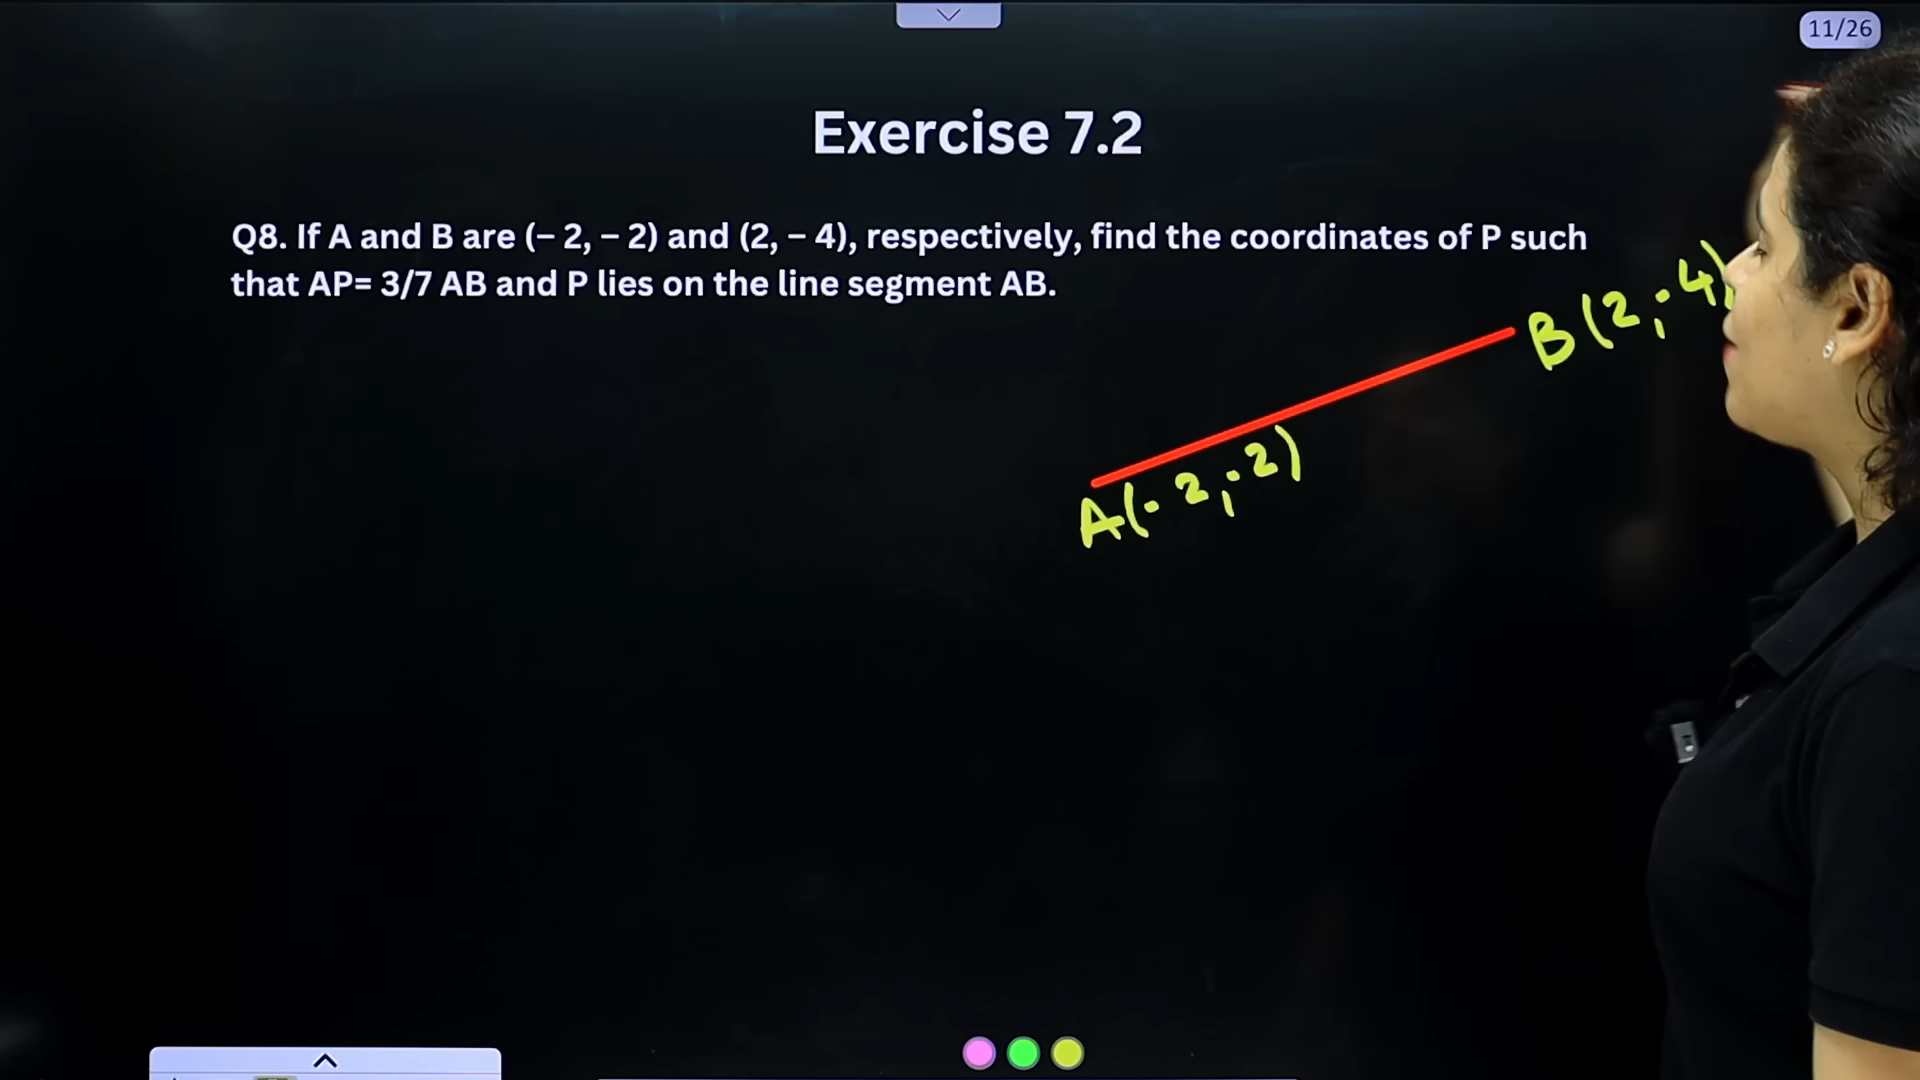 11/26
Exercise 7.2
Q8. If A and B are (– 2, – 2) and (2, – 4), respectively, find the coordinates of P such
that AP= 3/7 AB and P lies on the line segment AB.
B (2, -4)
A(-2, -2)